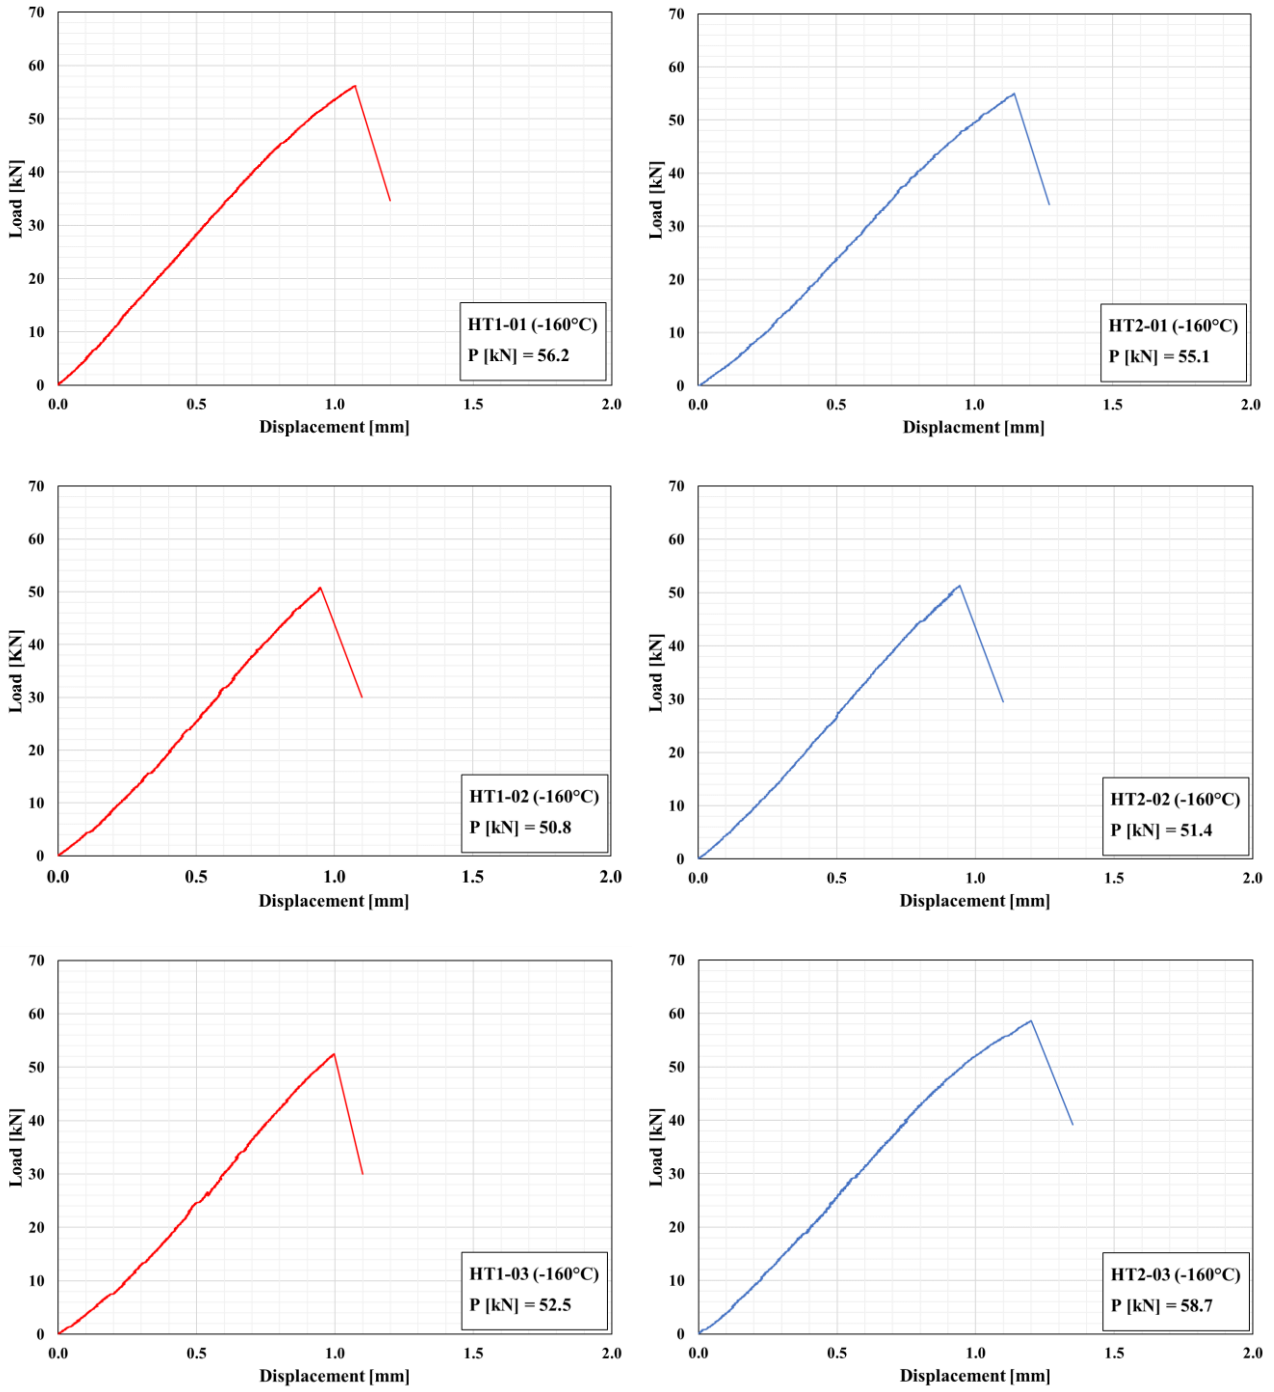 70
60
50
40
30
20
10
0
Load [kN]
0.0 0.5 1.0 1.5 2.0
Displacement [mm]
HT1-01 (-160°C)
P [kN] = 56.2
70
60
50
40
30
20
10
0
Load [kN]
0.0 0.5 1.0 1.5 2.0
Displacment [mm]
HT2-01 (-160°C)
P [kN] = 55.1
70
60
50
40
30
20
10
0
Load [KN]
0.0 0.5 1.0 1.5 2.0
Displacement [mm]
HT1-02 (-160°C)
P [kN] = 50.8
70
60
50
40
30
20
10
0
Load [kN]
0.0 0.5 1.0 1.5 2.0
Displacement [mm]
HT2-02 (-160°C)
P [kN] = 51.4
70
60
50
40
30
20
10
0
Load [kN]
0.0 0.5 1.0 1.5 2.0
Displacement [mm]
HT1-03 (-160°C)
P [kN] = 52.5
70
60
50
40
30
20
10
0
Load [kN]
0.0 0.5 1.0 1.5 2.0
Displacement [mm]
HT2-03 (-160°C)
P [kN] = 58.7